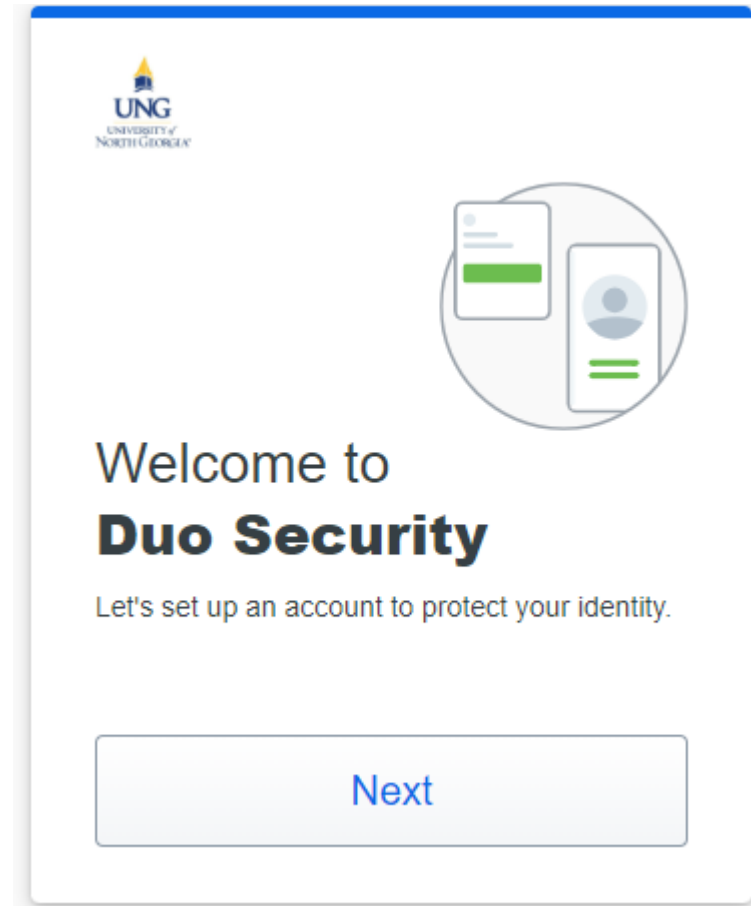 UNG
UNIVERSITY of
NORTH GEORGIA
Welcome to
Duo Security
Let's set up an account to protect your identity.
Next